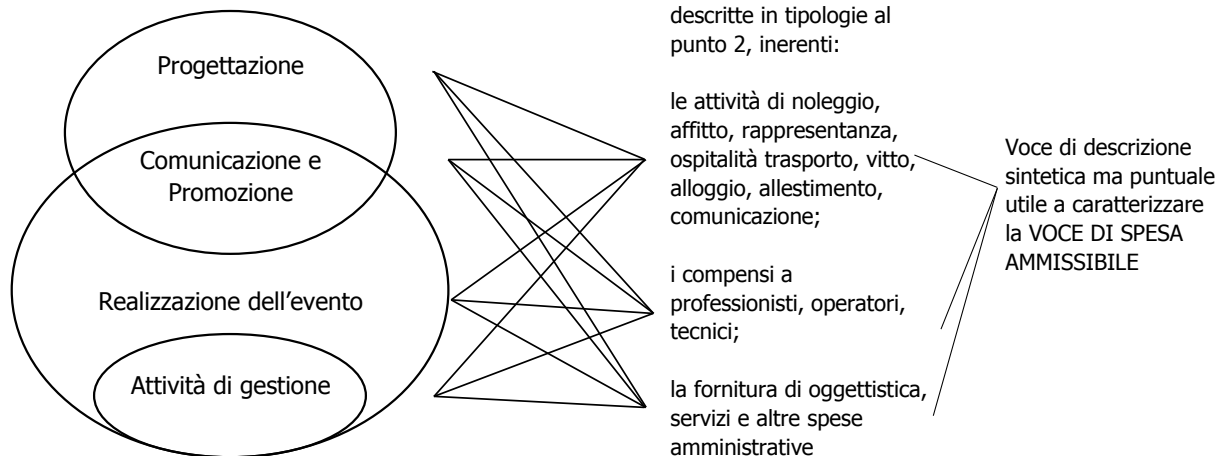 Progettazione
Comunicazione e
Promozione
Realizzazione dell'evento
Attività di gestione
descritte in tipologie al
punto 2, inerenti:
le attività di noleggio,
affitto, rappresentanza,
ospitalità trasporto, vitto,
alloggio, allestimento,
comunicazione;
i compensi a
professionisti, operatori,
tecnici;
la fornitura di oggettistica,
servizi e altre spese
amministrative
Voce di descrizione
sintetica ma puntuale
utile a caratterizzare
la VOCE DI SPESA
AMMISSIBILE